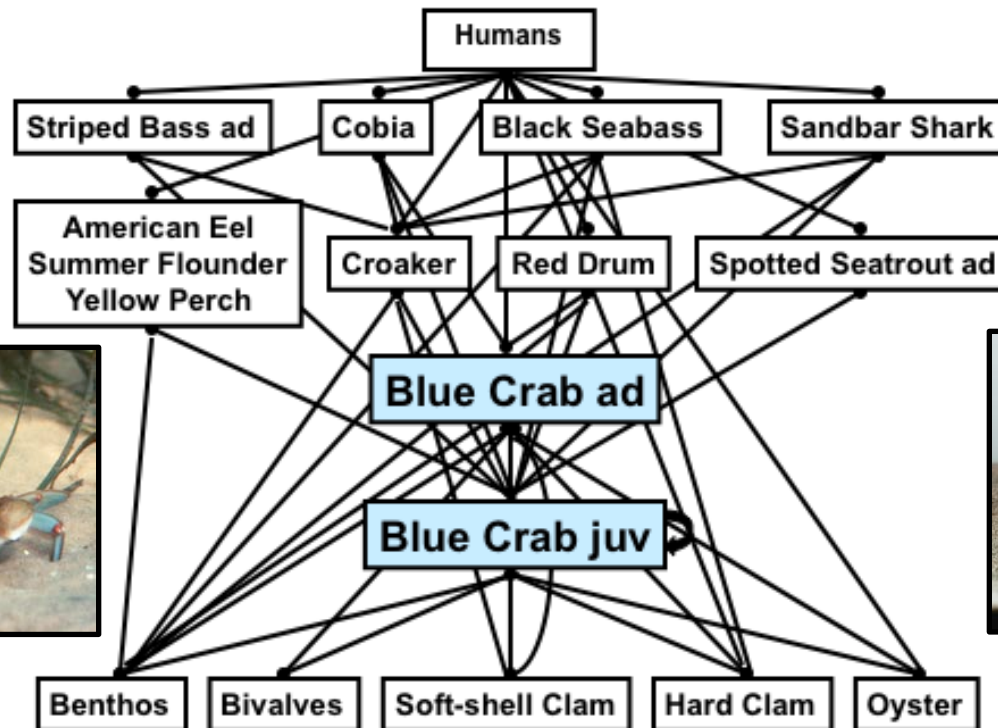 Humans
Striped Bass ad
Cobia
Black Seabass
Sandbar Shark
American Eel
Summer Flounder
Yellow Perch
Croaker
Red Drum
Spotted Seatrout ad
Blue Crab ad
Blue Crab juv
Benthos
Bivalves
Soft-shell Clam
Hard Clam
Oyster